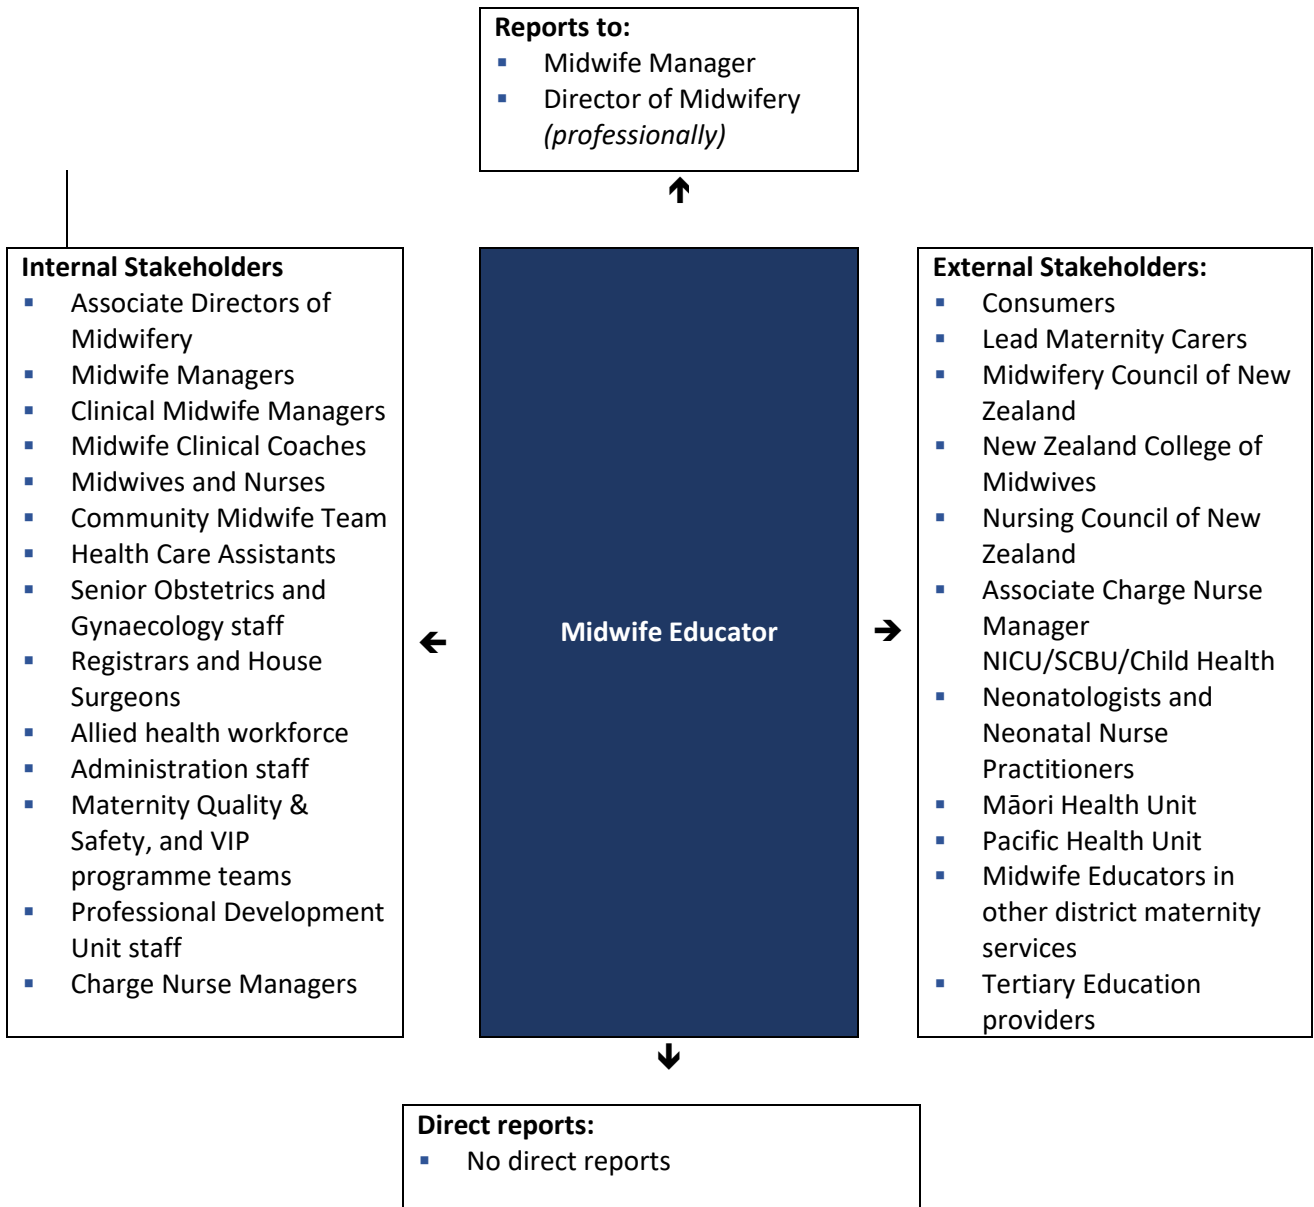 Reports to:
▪ Midwife Manager
▪ Director of Midwifery
(professionally)
🡩
Internal Stakeholders
▪ Associate Directors of
Midwifery
▪ Midwife Managers
▪ Clinical Midwife Managers
▪ Midwife Clinical Coaches
▪ Midwives and Nurses
▪ Community Midwife Team
▪ Health Care Assistants
▪ Senior Obstetrics and
Gynaecology staff
▪ Registrars and House
Surgeons
▪ Allied health workforce
▪ Administration staff
▪ Maternity Quality &
Safety, and VIP
programme teams
▪ Professional Development
Unit staff
▪ Charge Nurse Managers
🡨
Midwife Educator
🡪
External Stakeholders:
▪ Consumers
▪ Lead Maternity Carers
▪ Midwifery Council of New
Zealand
▪ New Zealand College of
Midwives
▪ Nursing Council of New
Zealand
▪ Associate Charge Nurse
Manager
NICU/SCBU/Child Health
▪ Neonatologists and
Neonatal Nurse
Practitioners
▪ Māori Health Unit
▪ Pacific Health Unit
▪ Midwife Educators in
other district maternity
services
▪ Tertiary Education
providers
🡫
Direct reports:
▪ No direct reports